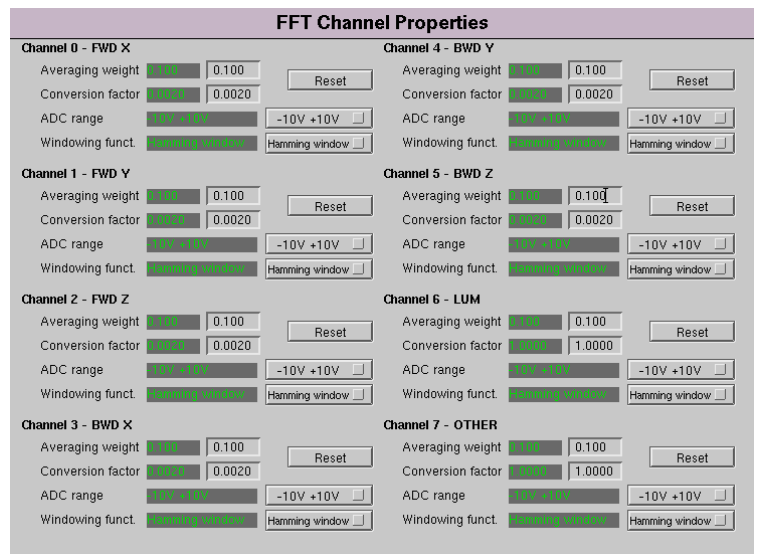 FFT Channel Properties
Channel 0 - FWD X
Averaging weight 0.100 0.100 Reset
Conversion factor 0.0020 0.0020
ADC range -10V +10V -10V +10V
Windowing funct. Hamming window Hamming window
Channel 1 - FWD Y
Averaging weight 0.100 0.100 Reset
Conversion factor 0.0020 0.0020
ADC range -10V +10V -10V +10V
Windowing funct. Hamming window Hamming window
Channel 2 - FWD Z
Averaging weight 0.100 0.100 Reset
Conversion factor 0.0020 0.0020
ADC range -10V +10V -10V +10V
Windowing funct. Hamming window Hamming window
Channel 3 - BWD X
Averaging weight 0.100 0.100 Reset
Conversion factor 0.0020 0.0020
ADC range -10V +10V -10V +10V
Windowing funct. Hamming window Hamming window
Channel 4 - BWD Y
Averaging weight 0.100 0.100 Reset
Conversion factor 0.0020 0.0020
ADC range -10V +10V -10V +10V
Windowing funct. Hamming window Hamming window
Channel 5 - BWD Z
Averaging weight 0.100 0.100 Reset
Conversion factor 0.0020 0.0020
ADC range -10V +10V -10V +10V
Windowing funct. Hamming window Hamming window
Channel 6 - LUM
Averaging weight 0.100 0.100 Reset
Conversion factor 1.0000 1.0000
ADC range -10V +10V -10V +10V
Windowing funct. Hamming window Hamming window
Channel 7 - OTHER
Averaging weight 0.100 0.100 Reset
Conversion factor 1.0000 1.0000
ADC range -10V +10V -10V +10V
Windowing funct. Hamming window Hamming window